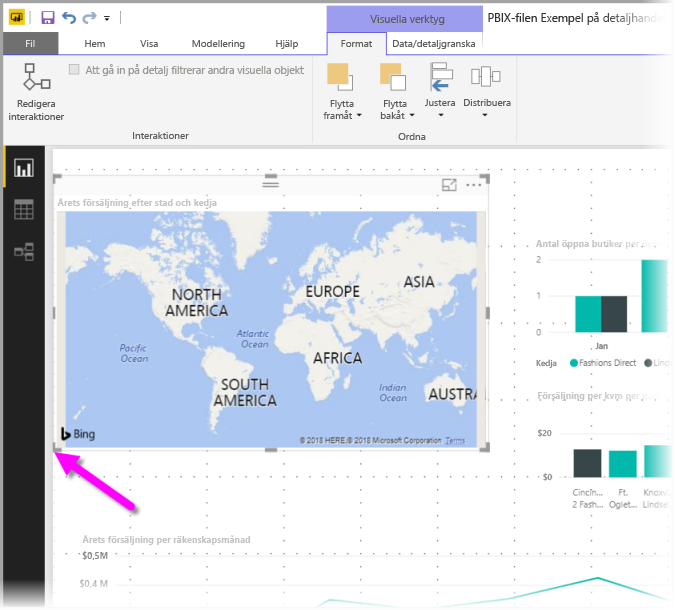 Visuella verktyg
PBIX-filen Exempel på detaljhande
Fil
Hem
Visa
Modellering
Hjälp
Format
Data/detaljgranska
Redigera
interaktioner
Att gå in på detalj filtrerar andra visuella objekt
Flytta
framåt
Flytta
bakåt
Justera
Distribuera
Interaktioner
Ordna
Årets försäljning efter stad och kedja
NORTH
AMERICA
EUROPE
ASIA
Pacific
Ocean
Atlantic
Ocean
AFRICA
SOUTH
AMERICA
Indian
Ocean
AUSTRA
Bing
© 2018 HERE,© 2018 Microsoft Corporation Terms
Antal öppna butiker per
2
1
0
Jan
Kedja
Fashions Direct
Lind
Försäljning per kvm per
$20
$0
Cincin...
2 Fash...
Ft.
Oglet...
Knoxvi
Lindse
Årets försäljning per räkenskapsmånad
$0,5M
$0,4 M